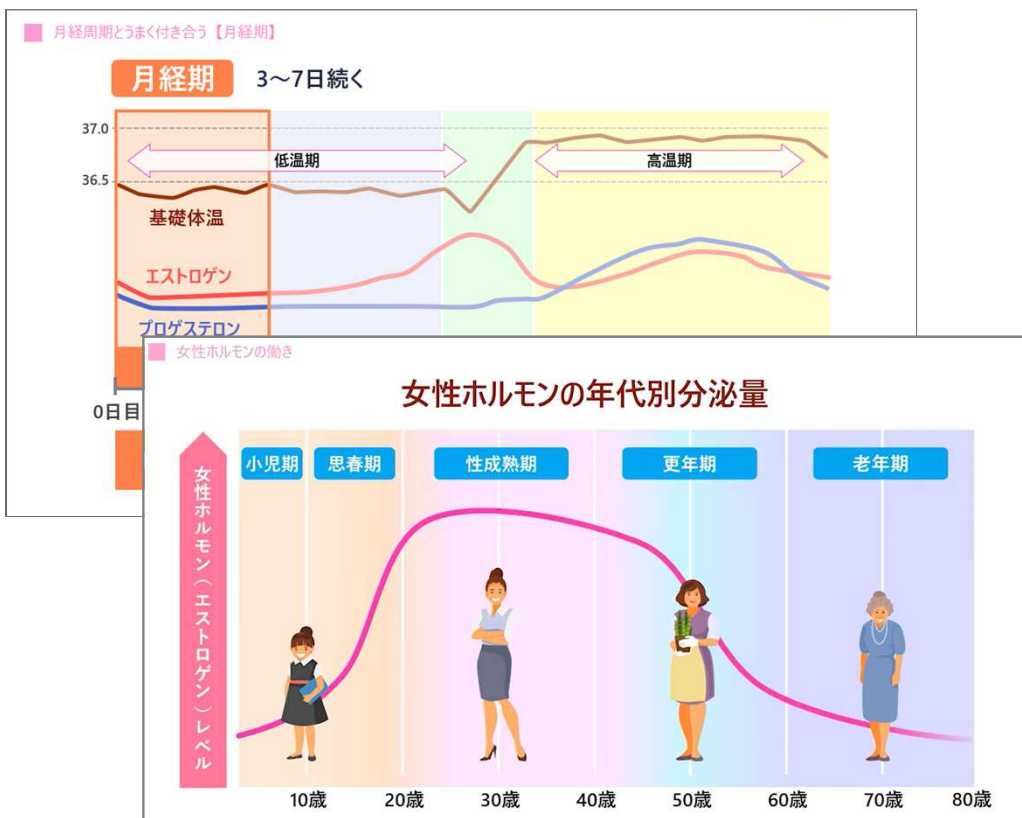 月経周期とうまく付き合う【月経期】
月経期 3〜7日続く
37.0
低温期 高温期
36.5
基礎体温
エストロゲン
プロゲステロン
0日目
女性ホルモンの働き
女性ホルモンの年代別分泌量
小児期 思春期 性成熟期 更年期 老年期
女性ホルモン（エストロゲン）レベル
10歳 20歳 30歳 40歳 50歳 60歳 70歳 80歳